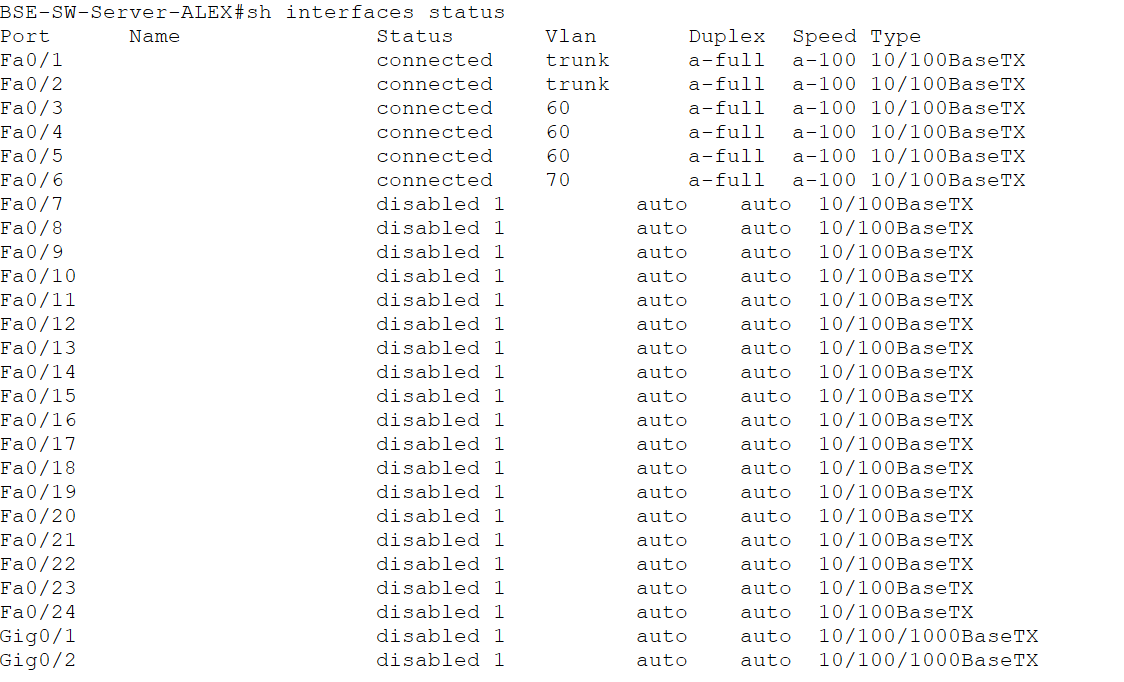 BSE-SW-Server-ALEX#sh interfaces status
Port      Name               Status       Vlan       Duplex  Speed Type
Fa0/1                        connected    trunk      a-full  a-100 10/100BaseTX
Fa0/2                        connected    trunk      a-full  a-100 10/100BaseTX
Fa0/3                        connected    60         a-full  a-100 10/100BaseTX
Fa0/4                        connected    60         a-full  a-100 10/100BaseTX
Fa0/5                        connected    60         a-full  a-100 10/100BaseTX
Fa0/6                        connected    70         a-full  a-100 10/100BaseTX
Fa0/7                        disabled 1          auto    auto  10/100BaseTX
Fa0/8                        disabled 1          auto    auto  10/100BaseTX
Fa0/9                        disabled 1          auto    auto  10/100BaseTX
Fa0/10                       disabled 1          auto    auto  10/100BaseTX
Fa0/11                       disabled 1          auto    auto  10/100BaseTX
Fa0/12                       disabled 1          auto    auto  10/100BaseTX
Fa0/13                       disabled 1          auto    auto  10/100BaseTX
Fa0/14                       disabled 1          auto    auto  10/100BaseTX
Fa0/15                       disabled 1          auto    auto  10/100BaseTX
Fa0/16                       disabled 1          auto    auto  10/100BaseTX
Fa0/17                       disabled 1          auto    auto  10/100BaseTX
Fa0/18                       disabled 1          auto    auto  10/100BaseTX
Fa0/19                       disabled 1          auto    auto  10/100BaseTX
Fa0/20                       disabled 1          auto    auto  10/100BaseTX
Fa0/21                       disabled 1          auto    auto  10/100BaseTX
Fa0/22                       disabled 1          auto    auto  10/100BaseTX
Fa0/23                       disabled 1          auto    auto  10/100BaseTX
Fa0/24                       disabled 1          auto    auto  10/100BaseTX
Gig0/1                       disabled 1          auto    auto  10/100/1000BaseTX
Gig0/2                       disabled 1          auto    auto  10/100/1000BaseTX